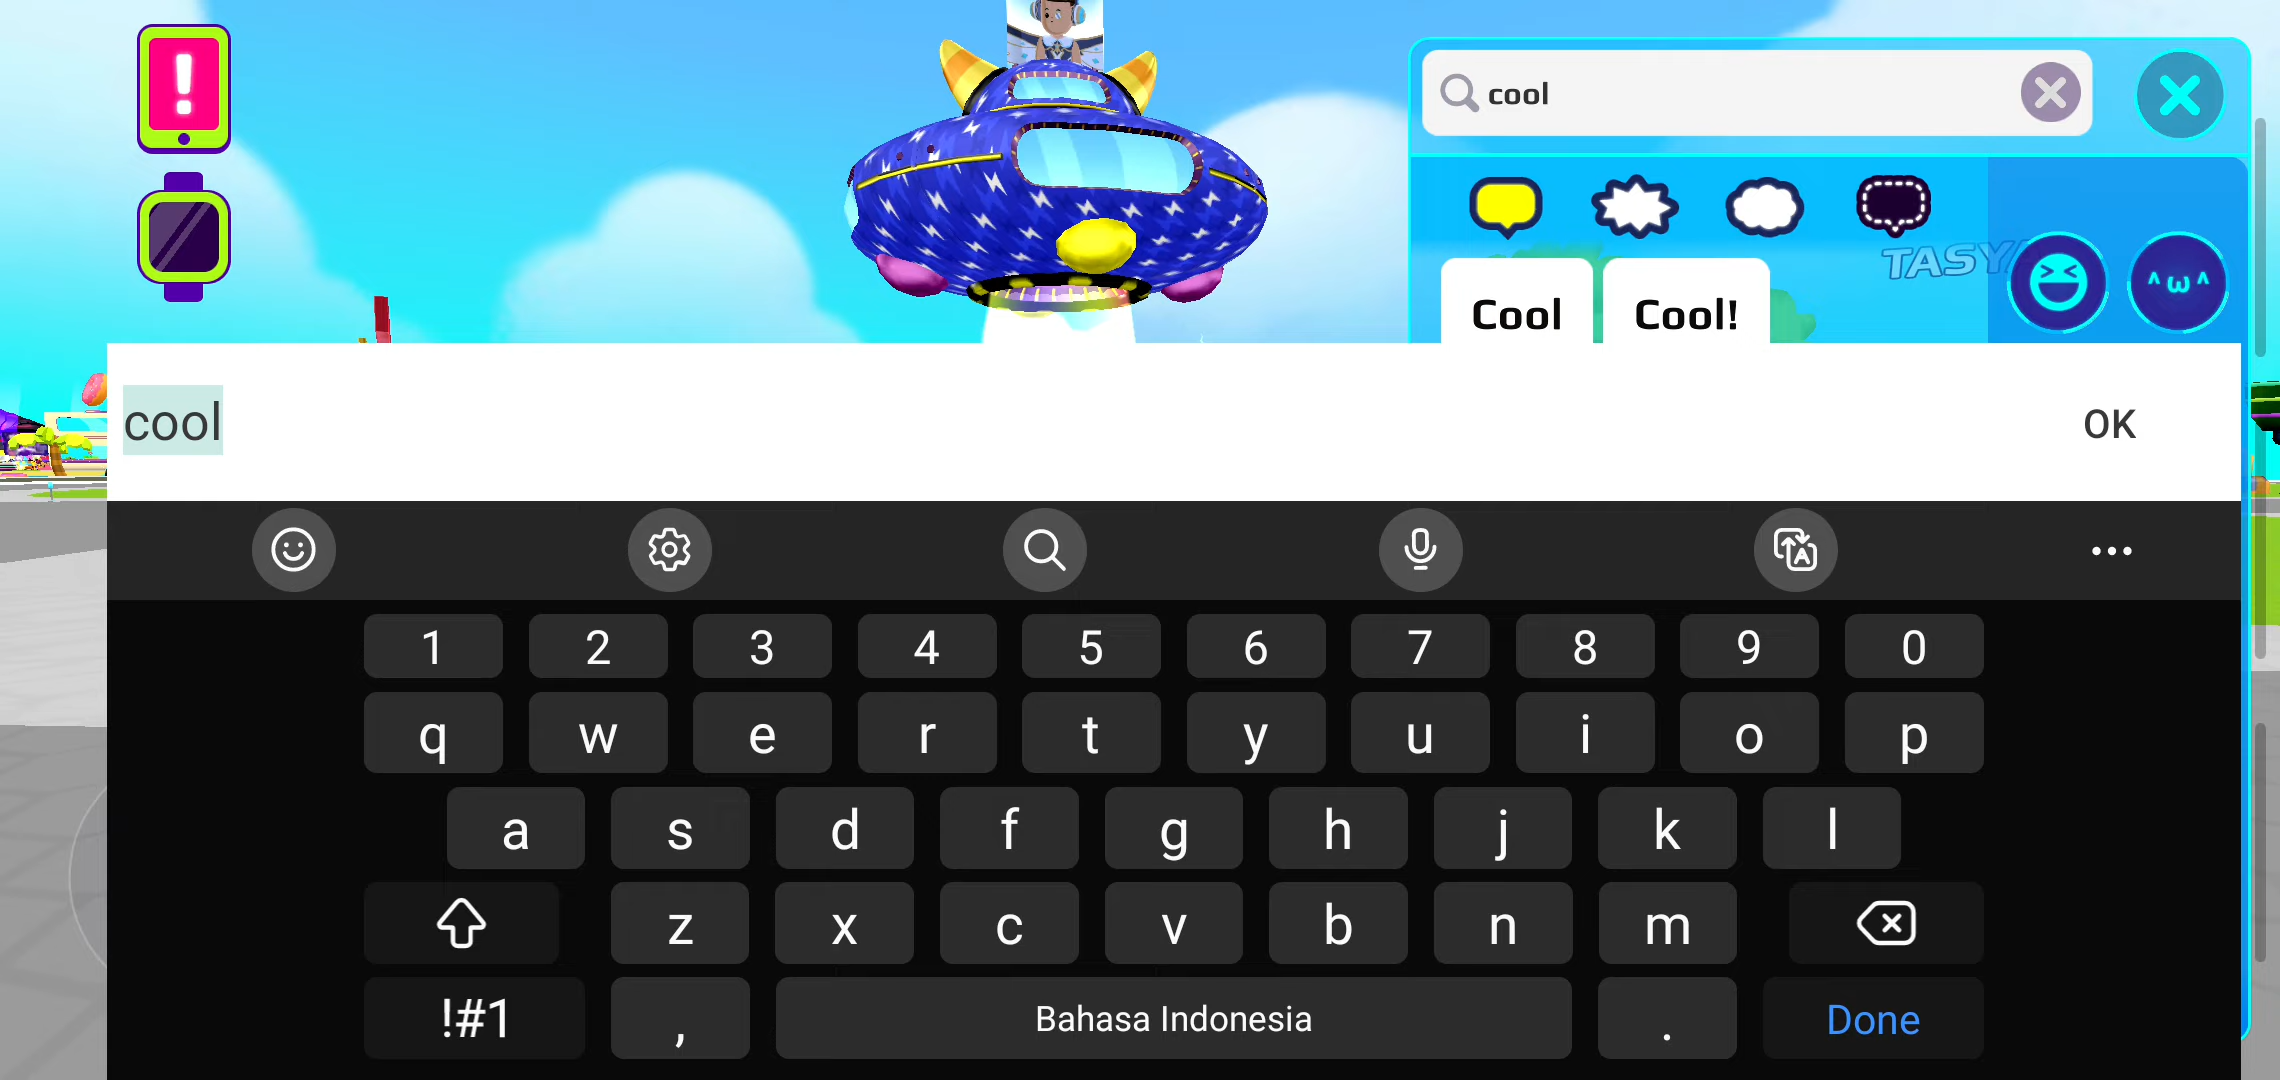 cool
TASY
Cool Cool!
cool
OK
1 2 3 4 5 6 7 8 9 0
q w e r t y u i o p
a s d f g h j k l
z x c v b n m
!#1 , Bahasa Indonesia . Done